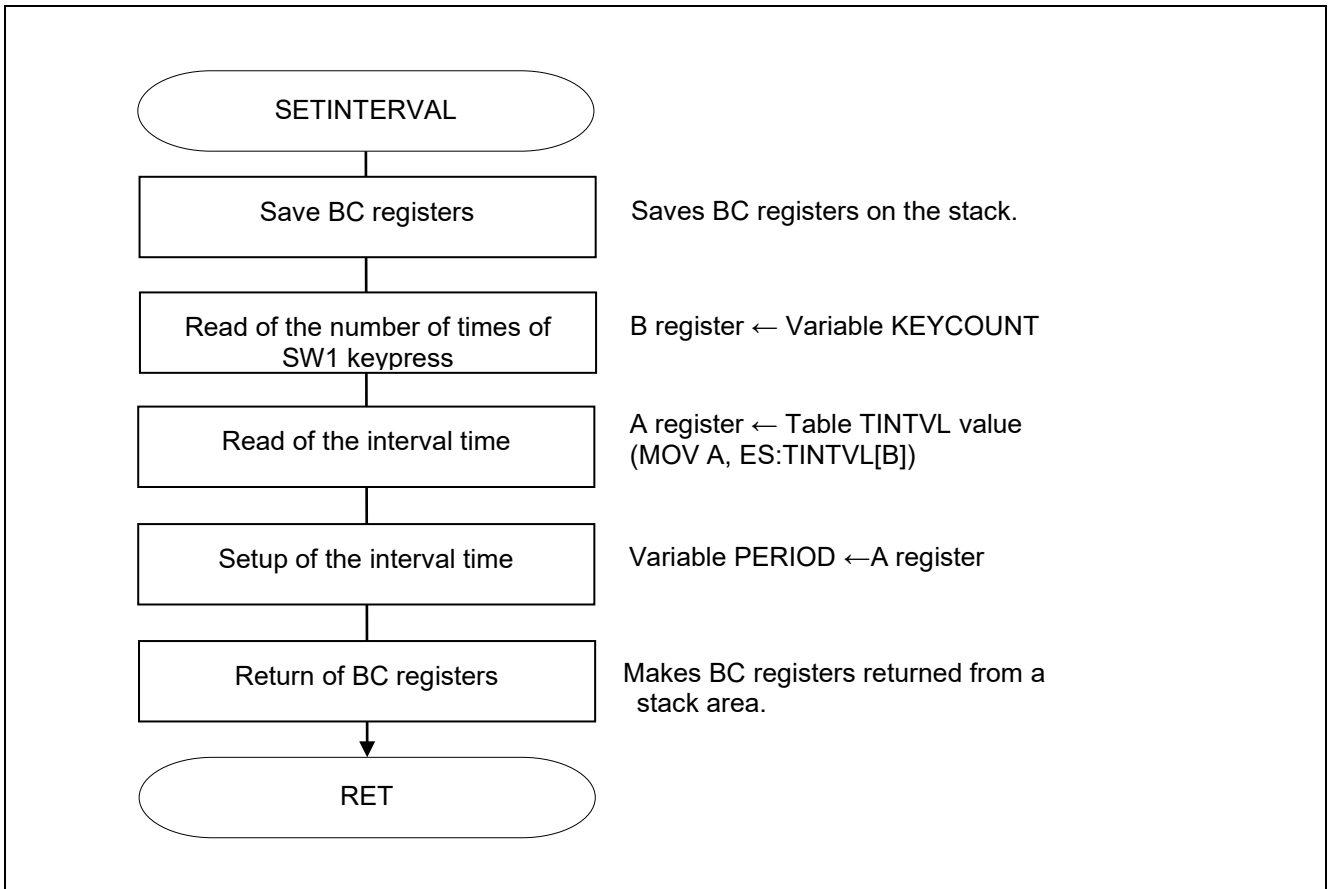 SETINTERVAL
Save BC registers
Saves BC registers on the stack.
Read of the number of times of
SW1 keypress
B register ← Variable KEYCOUNT
Read of the interval time
A register ← Table TINTVL value
(MOV A, ES:TINTVL[B])
Setup of the interval time
Variable PERIOD ←A register
Return of BC registers
Makes BC registers returned from a
stack area.
RET